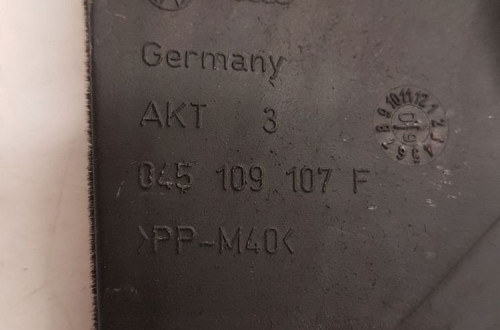 Germany
AKT 3
045 109 107 F
>PP-M40<